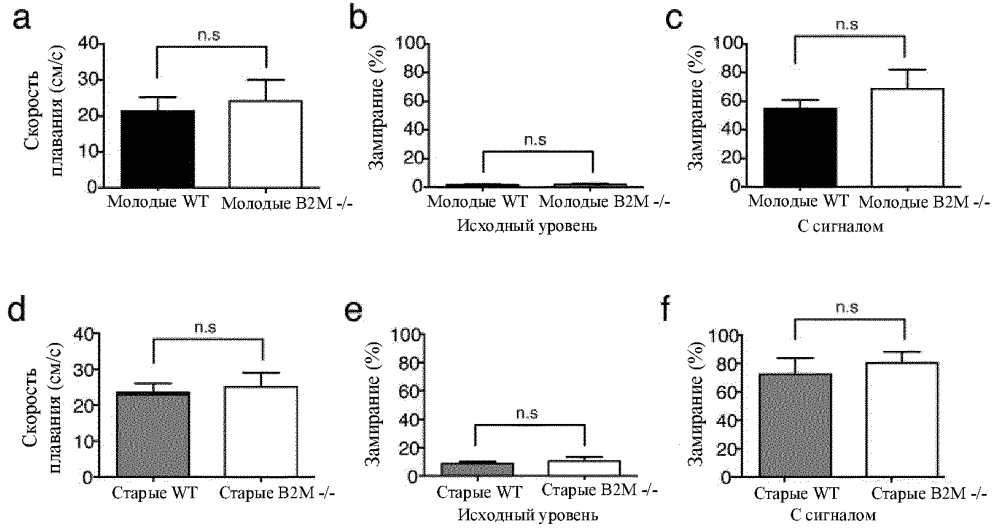 a
n.s
Скорость
плавания (см/с)
40
30
20
10
0
Молодые WT Молодые B2M -/-
b
n.s
Замирание (%)
100
80
60
40
20
0
Молодые WT Молодые B2M -/-
Исходный уровень
c
n.s
Замирание (%)
100
80
60
40
20
0
Молодые WT Молодые B2M -/-
С сигналом
d
n.s
Скорость
плавания (см/с)
40
30
20
10
0
Старые WT Старые B2M -/-
e
n.s
Замирание (%)
100
80
60
40
20
0
Старые WT Старые B2M -/-
Исходный уровень
f
n.s
Замирание (%)
100
80
60
40
20
0
Старые WT Старые B2M -/-
С сигналом